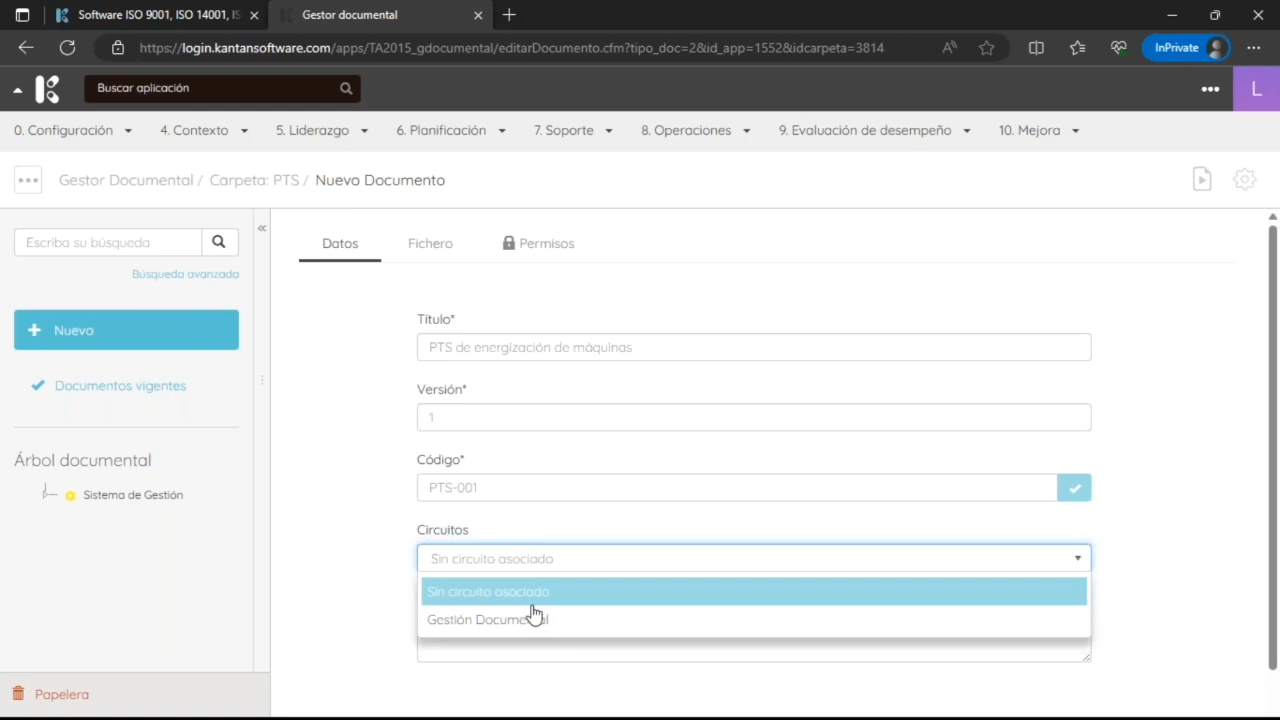 Software ISO 9001, ISO 14001, IS
Gestor documental
https://login.kantansoftware.com/apps/TA2015_gdocumental/editarDocumento.cfm?tipo_doc=2&id_app=1552&idcarpeta=3814
InPrivate
Buscar aplicación
L
0. Configuración
4. Contexto
5. Liderazgo
6. Planificación
7. Soporte
8. Operaciones
9. Evaluación de desempeño
10. Mejora
Gestor Documental / Carpeta: PTS / Nuevo Documento
Escriba su búsqueda
Búsqueda avanzada
+ Nuevo
Documentos vigentes
Árbol documental
Sistema de Gestión
Papelera
Datos
Fichero
Permisos
Título*
PTS de energización de máquinas
Versión*
1
Código*
PTS-001
Circuitos
Sin circuito asociado
Sin circuito asociado
Gestión Documental